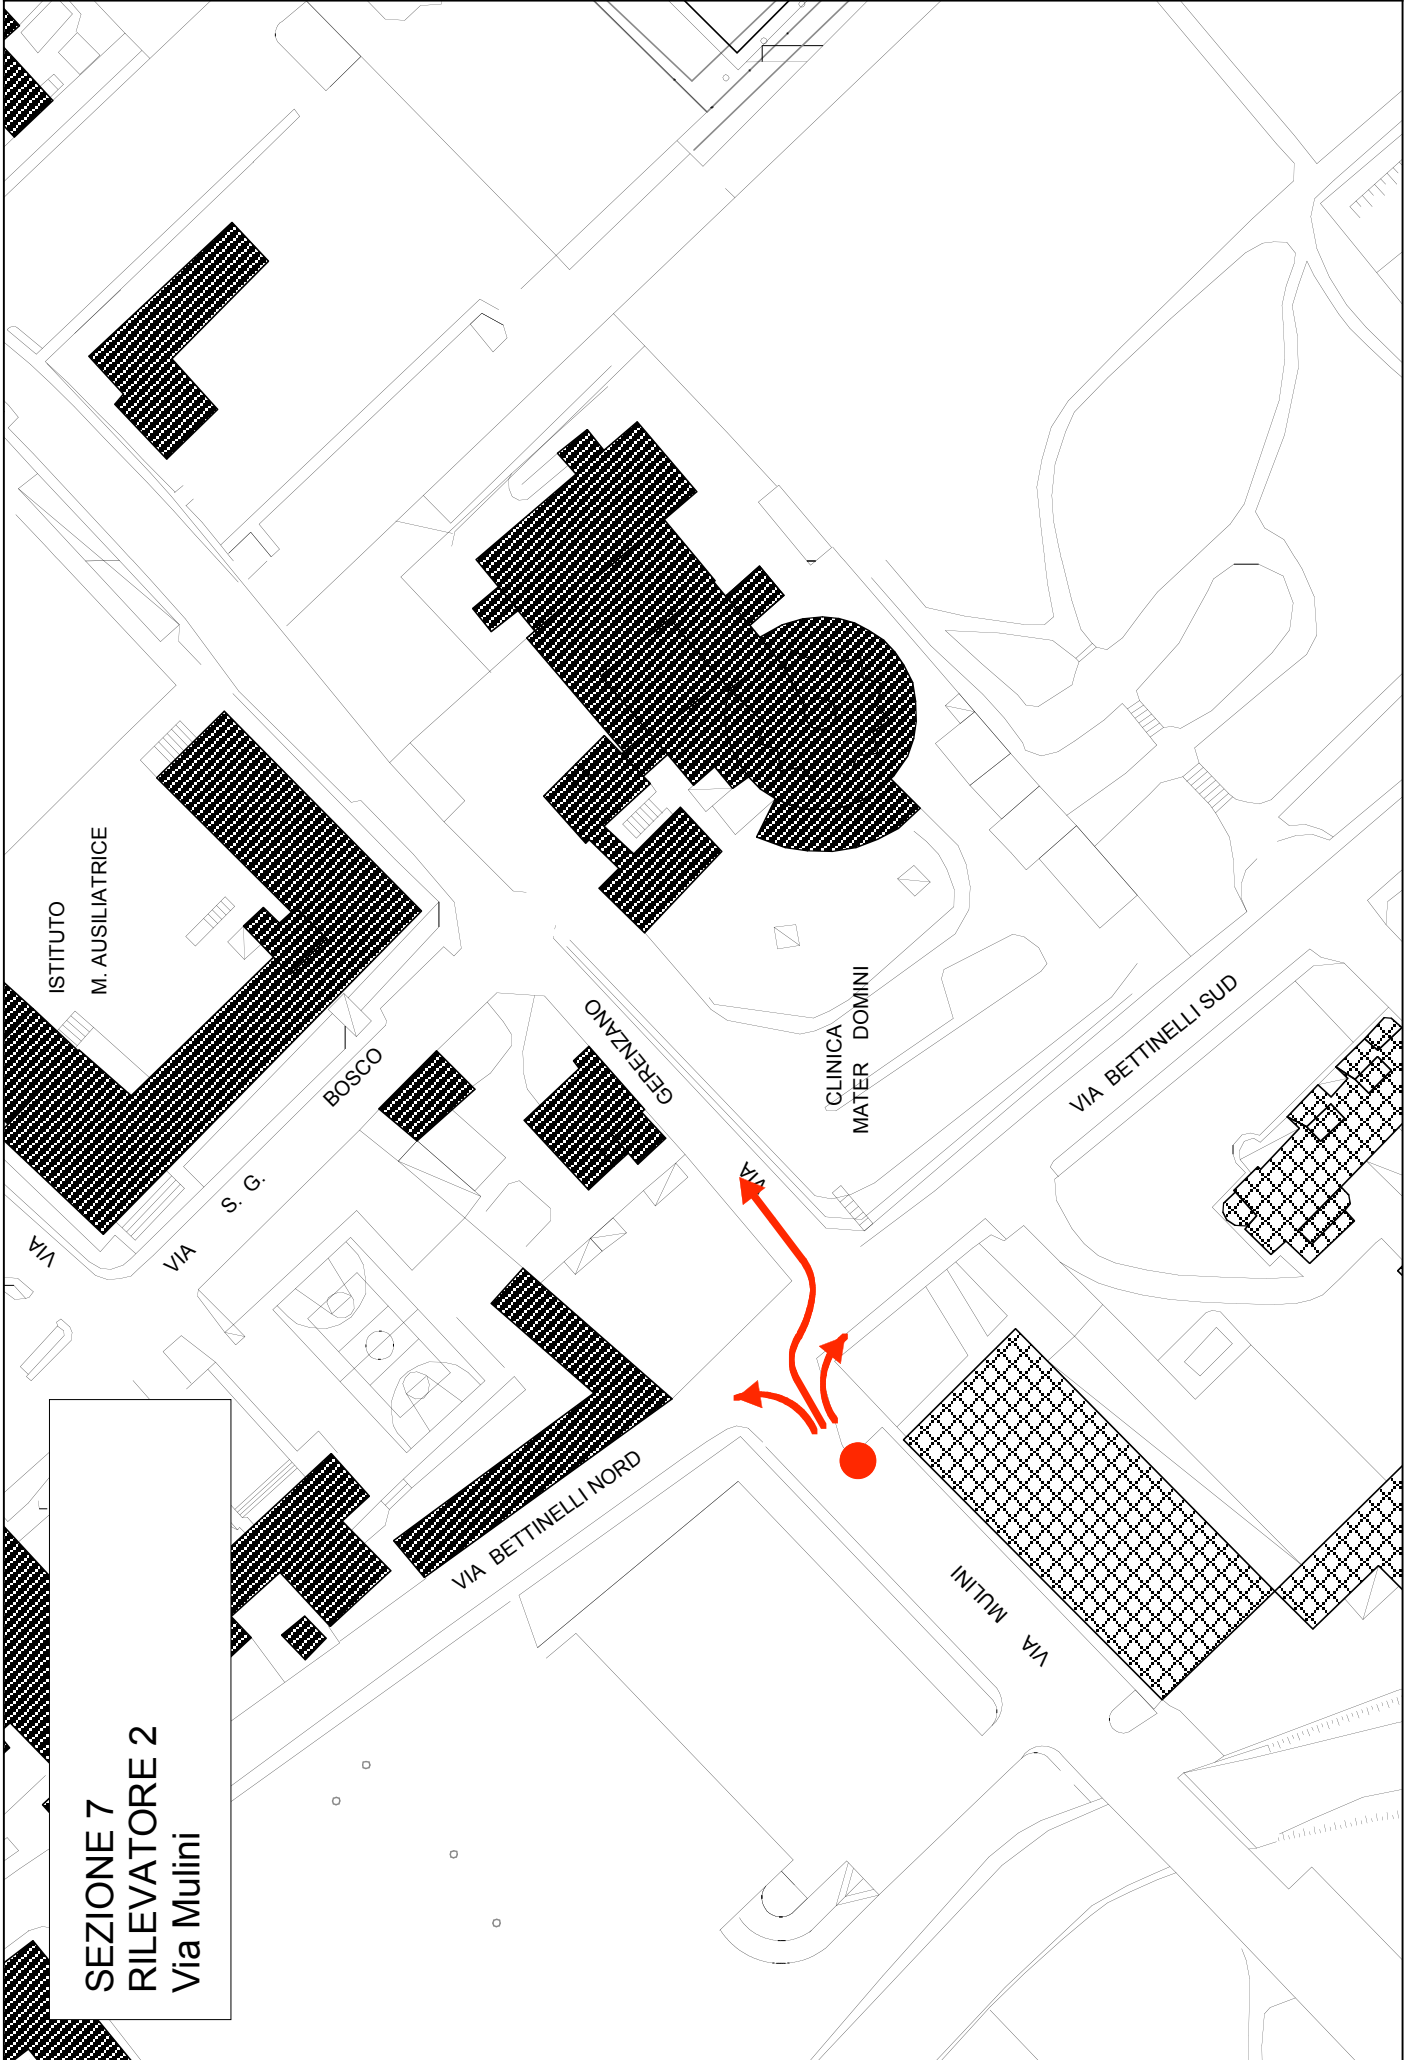 SEZIONE 7
RILEVATORE 2
Via Mulini
ISTITUTO
M. AUSILIATRICE
VIA
VIA S. G. BOSCO
VIA GERENZANO
CLINICA
MATER DOMINI
VIA BETTINELLI SUD
VIA BETTINELLI NORD
VIA MULINI